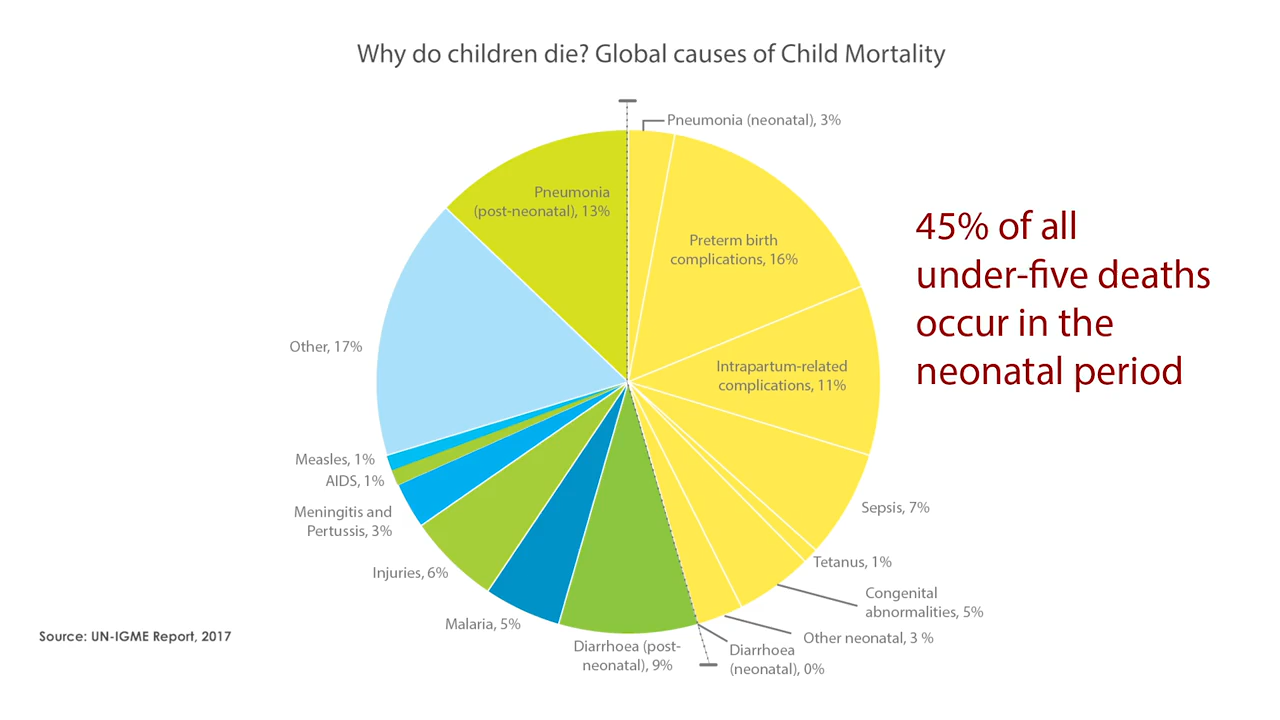 Why do children die? Global causes of Child Mortality
Pneumonia (neonatal), 3%
Pneumonia
(post-neonatal), 13%
Preterm birth
complications, 16%
45% of all
under-five deaths
occur in the
neonatal period
Other, 17%
Intrapartum-related
complications, 11%
Measles, 1%
AIDS, 1%
Meningitis and
Pertussis, 3%
Sepsis, 7%
Tetanus, 1%
Injuries, 6%
Congenital
abnormalities, 5%
Malaria, 5%
Other neonatal, 3 %
Source: UN-IGME Report, 2017
Diarrhoea (post-
neonatal), 9%
Diarrhoea
(neonatal), 0%